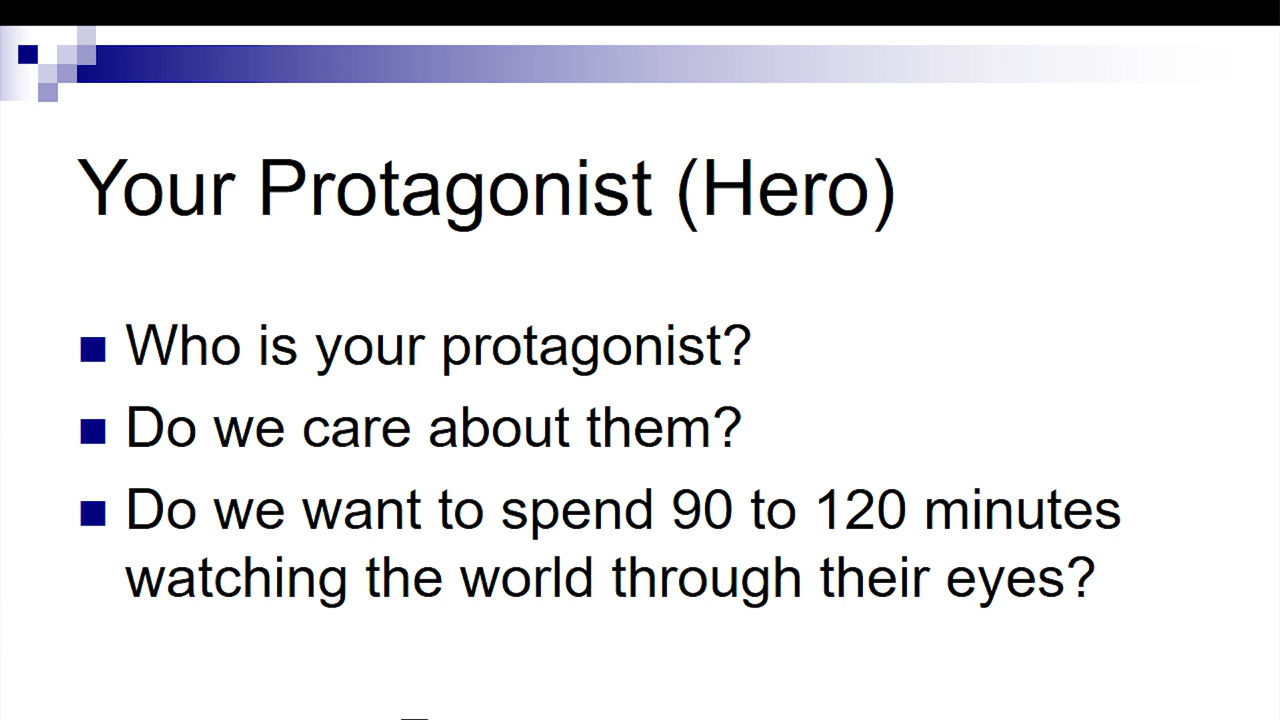 Your Protagonist (Hero)
Who is your protagonist?
Do we care about them?
Do we want to spend 90 to 120 minutes
watching the world through their eyes?